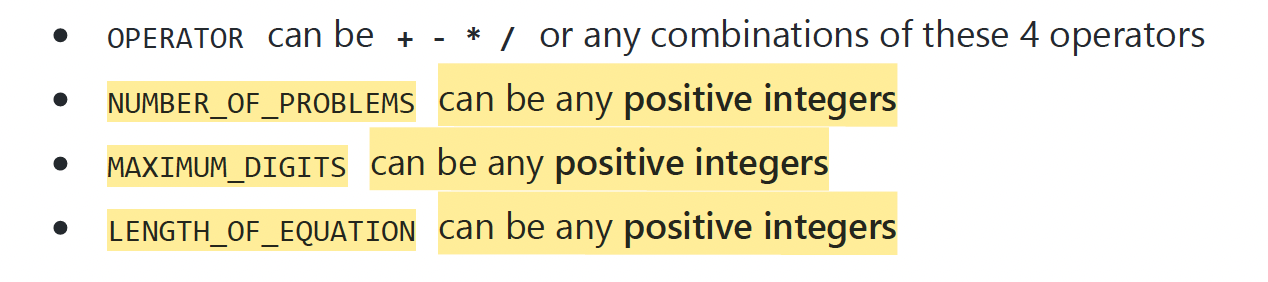 • OPERATOR can be + - * / or any combinations of these 4 operators
• NUMBER_OF_PROBLEMS can be any positive integers
• MAXIMUM_DIGITS can be any positive integers
• LENGTH_OF_EQUATION can be any positive integers